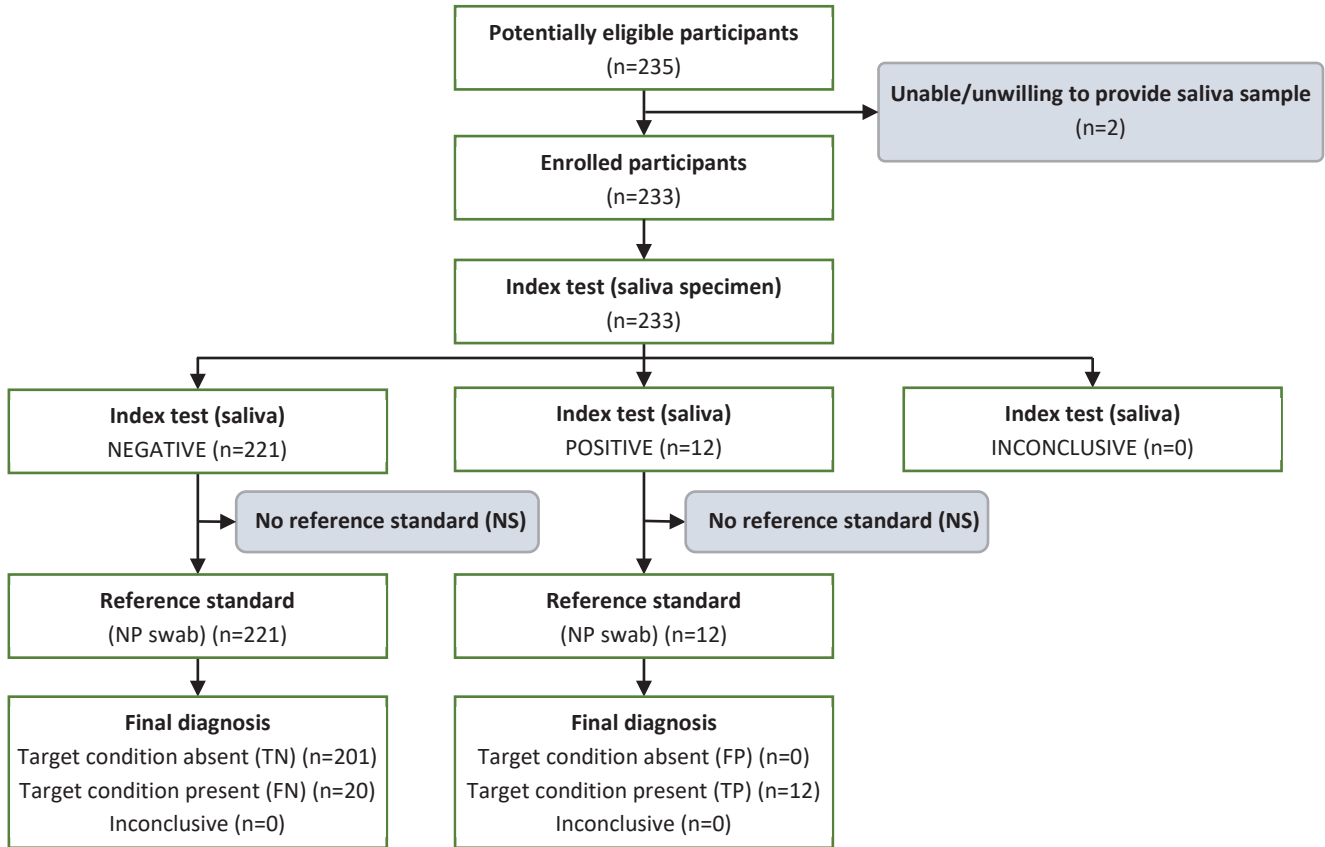 Potentially eligible participants
(n=235)
Unable/unwilling to provide saliva sample
(n=2)
Enrolled participants
(n=233)
Index test (saliva specimen)
(n=233)
Index test (saliva)
NEGATIVE (n=221)
Index test (saliva)
POSITIVE (n=12)
Index test (saliva)
INCONCLUSIVE (n=0)
No reference standard (NS)
No reference standard (NS)
Reference standard
(NP swab) (n=221)
Reference standard
(NP swab) (n=12)
Final diagnosis
Target condition absent (TN) (n=201)
Target condition present (FN) (n=20)
Inconclusive (n=0)
Final diagnosis
Target condition absent (FP) (n=0)
Target condition present (TP) (n=12)
Inconclusive (n=0)